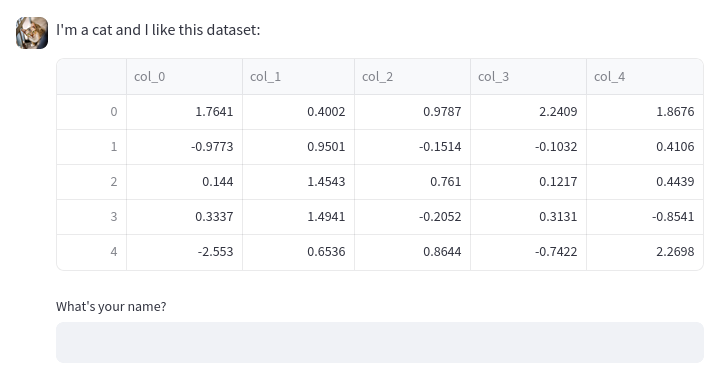 I'm a cat and I like this dataset:
col_0 col_1 col_2 col_3 col_4
0 1.7641 0.4002 0.9787 2.2409 1.8676
1 -0.9773 0.9501 -0.1514 -0.1032 0.4106
2 0.144 1.4543 0.761 0.1217 0.4439
3 0.3337 1.4941 -0.2052 0.3131 -0.8541
4 -2.553 0.6536 0.8644 -0.7422 2.2698
What's your name?